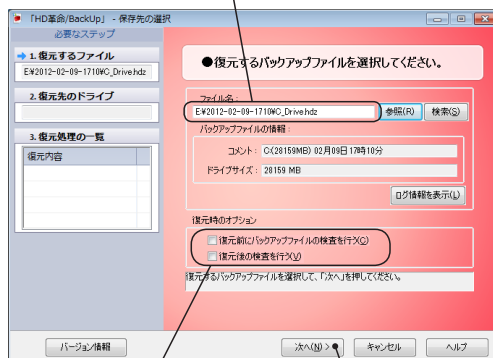 「HD革命/BackUp」 - 保存先の選択
必要なステップ
1. 復元するファイル
E:¥2012-02-09-1710¥C_Drive.hdz
2. 復元先のドライブ
3. 復元処理の一覧
復元内容
●復元するバックアップファイルを選択してください。
ファイル名:
E:¥2012-02-09-1710¥C_Drive.hdz
参照(R)
検索(S)
バックアップファイルの情報:
コメント: C:(28159MB) 02月09日 17時10分
ドライブサイズ: 28159 MB
ログ情報を表示(L)
復元時のオプション
復元前にバックアップファイルの検査を行う(C)
復元後の検査を行う(V)
復元するバックアップファイルを選択して、「次へ」を押してください。
バージョン情報
次へ(N) >
キャンセル
ヘルプ